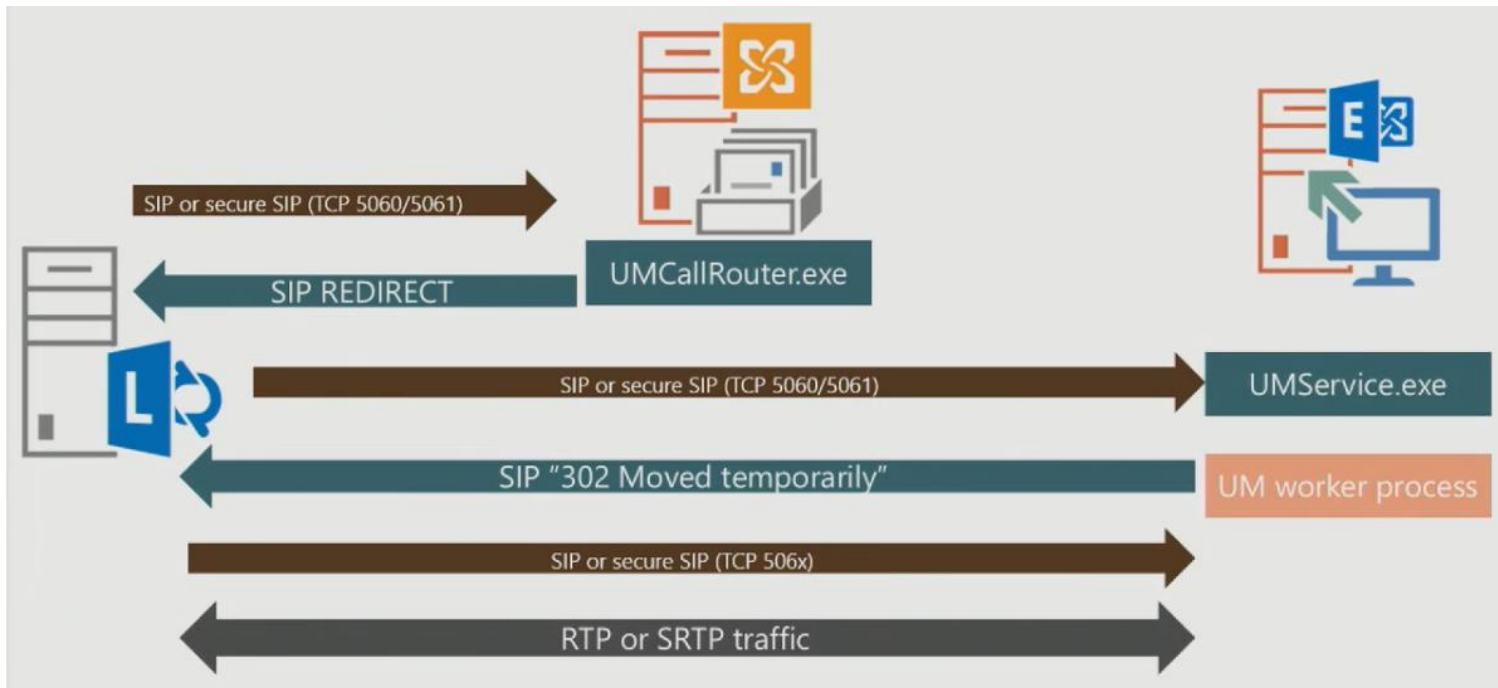 E
SIP or secure SIP (TCP 5060/5061)
UMCallRouter.exe
SIP REDIRECT
L
SIP or secure SIP (TCP 5060/5061)
UMService.exe
SIP “302 Moved temporarily”
UM worker process
SIP or secure SIP (TCP 506x)
RTP or SRTP traffic